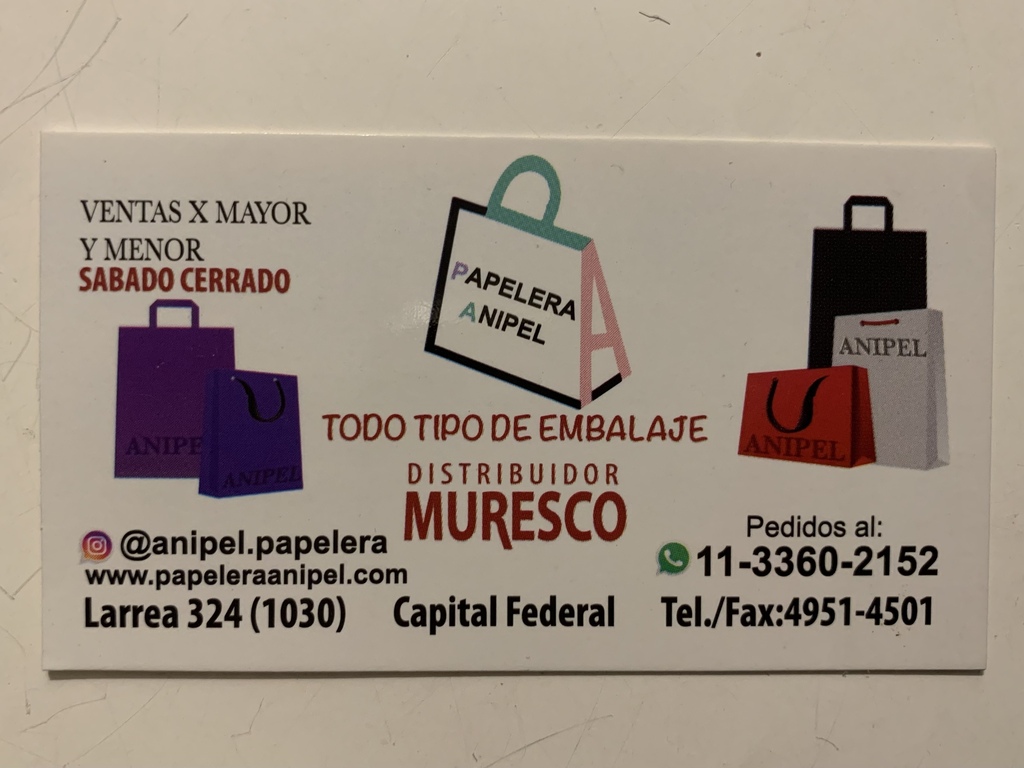 VENTAS X MAYOR
Y MENOR
SABADO CERRADO
PAPELERA
ANIPEL
ANIPEL
ANIPEL
ANIPE
ANIPEL
TODO TIPO DE EMBALAJE
DISTRIBUIDOR
MURESCO
@anipel.papelera
www.papeleraanipel.com
Pedidos al:
11-3360-2152
Larrea 324 (1030) Capital Federal Tel./Fax:4951-4501